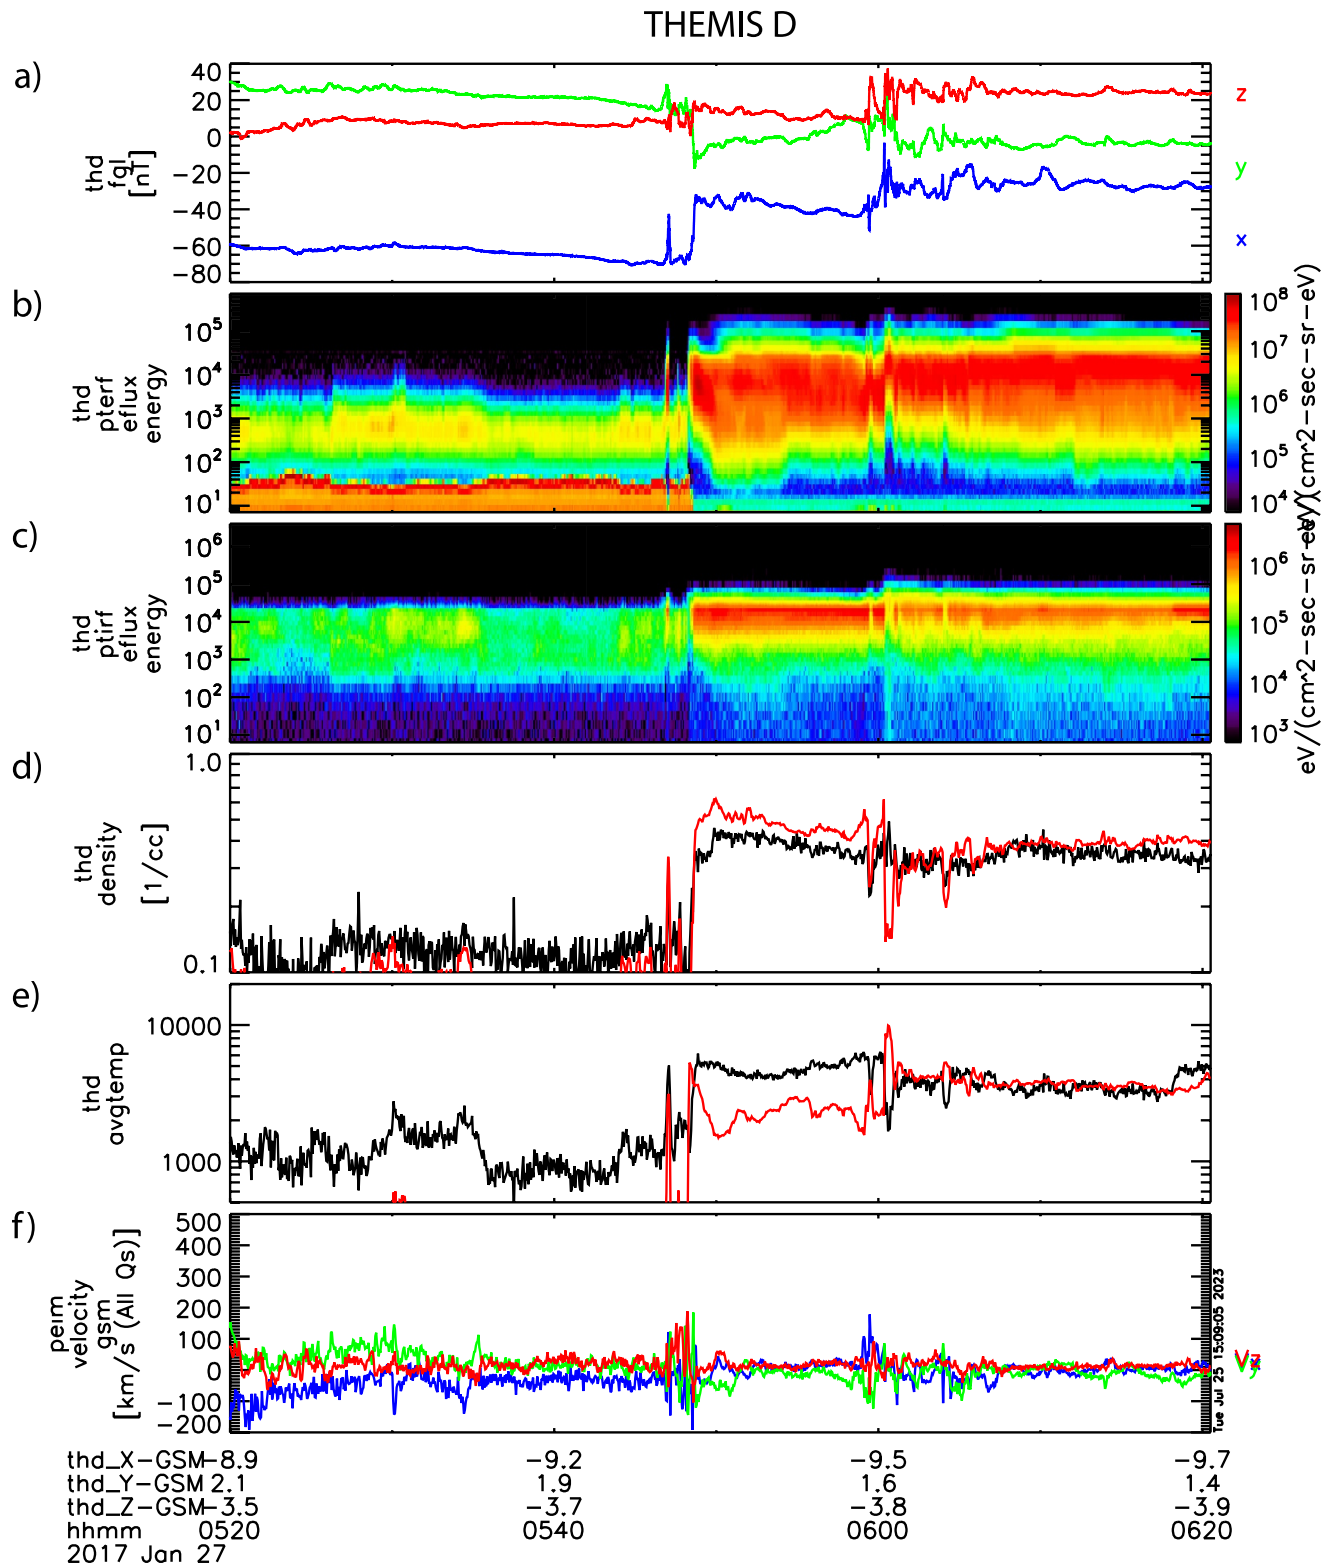 THEMIS D
a)
40
20
0
−20
−40
−60
−80
thd
fgl
[nT]
z
y
x
b)
10^5
10^4
10^3
10^2
10^1
thd
pterf
eflux
energy
10^8
10^7
10^6
10^5
10^4
eV/(cm^2−sec−sr−eV)
c)
10^6
10^5
10^4
10^3
10^2
10^1
thd
ptirf
eflux
energy
10^6
10^5
10^4
10^3
eV/(cm^2−sec−sr−eV)
d)
1.0
0.1
thd
density
[1/cc]
e)
10000
1000
thd
avgtemp
f)
500
400
300
200
100
0
−100
−200
peim
velocity
gsm
[km/s (All Qs)]
Vz
Tue Jul 25 15:09:05 2023
thd_X−GSM −8.9 −9.2 −9.5 −9.7
thd_Y−GSM 2.1 1.9 1.6 1.4
thd_Z−GSM −3.5 −3.7 −3.8 −3.9
hhmm 0520 0540 0600 0620
2017 Jan 27